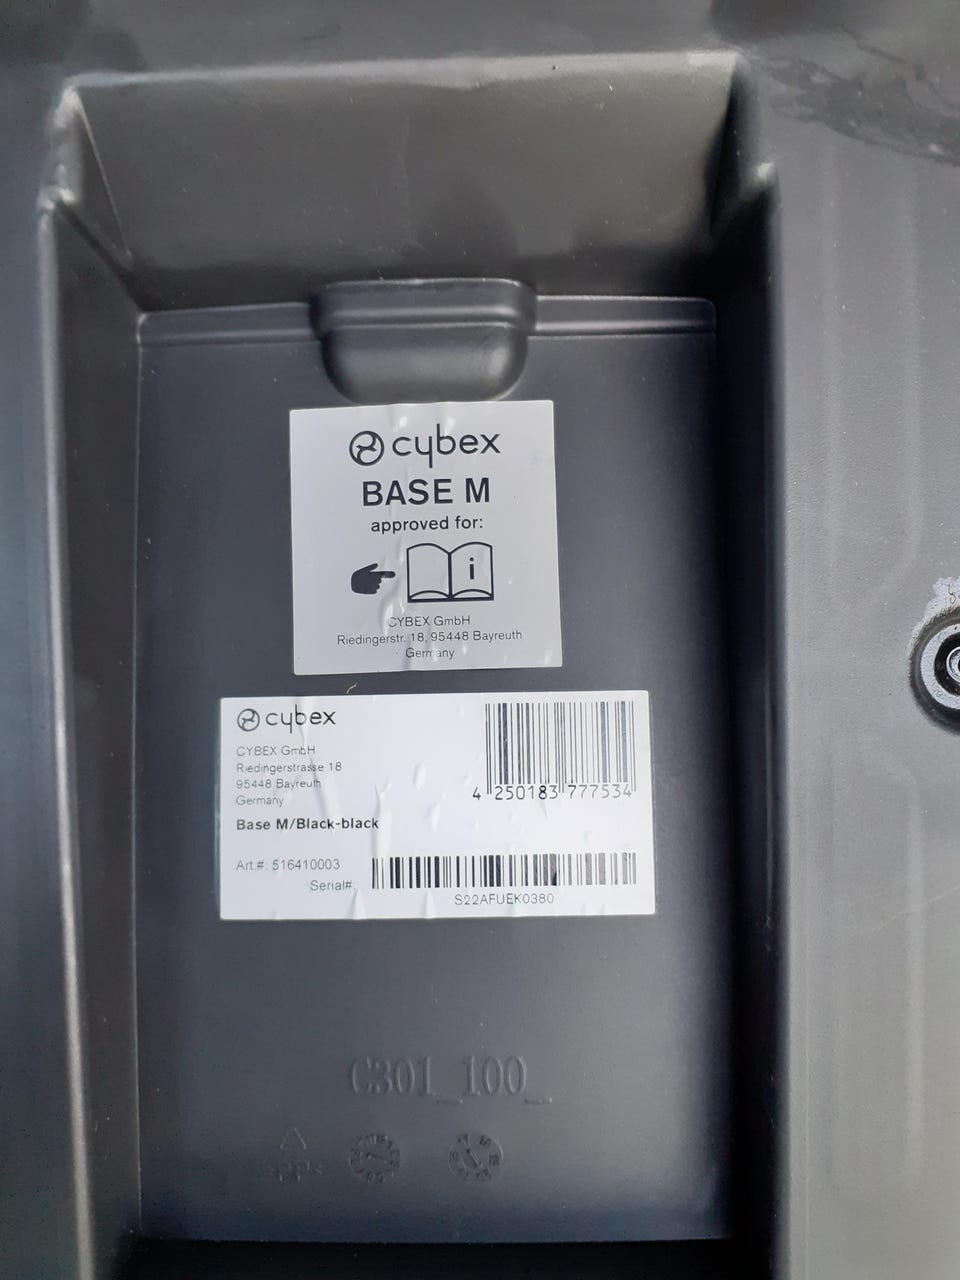 cybex
BASE M
approved for:
i
CYBEX GmbH
Riedingerstr. 18, 95448 Bayreuth
Germany
cybex
CYBEX GmbH
Riedingerstrasse 18
95448 Bayreuth
Germany
4 250183 777534
Base M/Black-black
Art.#: 516410003
Serial#:
S22AFUEK0380
C301_100_
>PP<